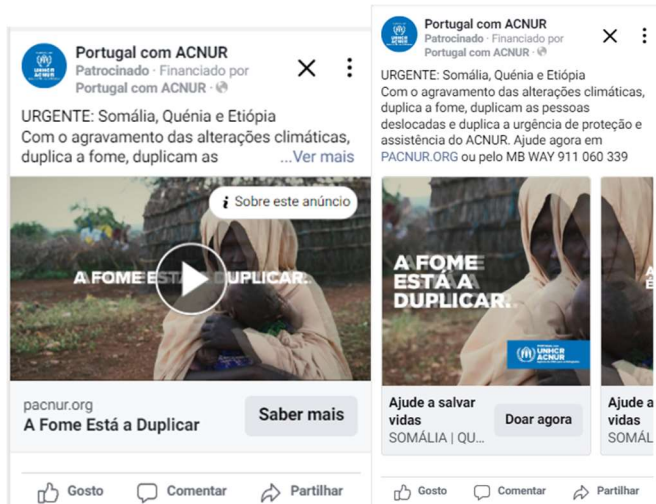 Portugal com ACNUR
Patrocinado · Financiado por
Portugal com ACNUR ·
URGENTE: Somália, Quénia e Etiópia
Com o agravamento das alterações climáticas,
duplica a fome, duplicam as ...Ver mais
Sobre este anúncio
A FOME ESTÁ A DUPLICAR.
pacnur.org
A Fome Está a Duplicar
Saber mais
Gosto
Comentar
Partilhar
Portugal com ACNUR
Patrocinado · Financiado por
Portugal com ACNUR ·
URGENTE: Somália, Quénia e Etiópia
Com o agravamento das alterações climáticas,
duplica a fome, duplicam as pessoas
deslocadas e duplica a urgência de proteção e
assistência do ACNUR. Ajude agora em
PACNUR.ORG ou pelo MB WAY 911 060 339
A FOME
ESTÁ A
DUPLICAR.
UNHCR
ACNUR
Ajude a salvar
vidas
SOMÁLIA | QU...
Doar agora
Ajude a
vidas
SOMÁL
Gosto
Comentar
Partilhar